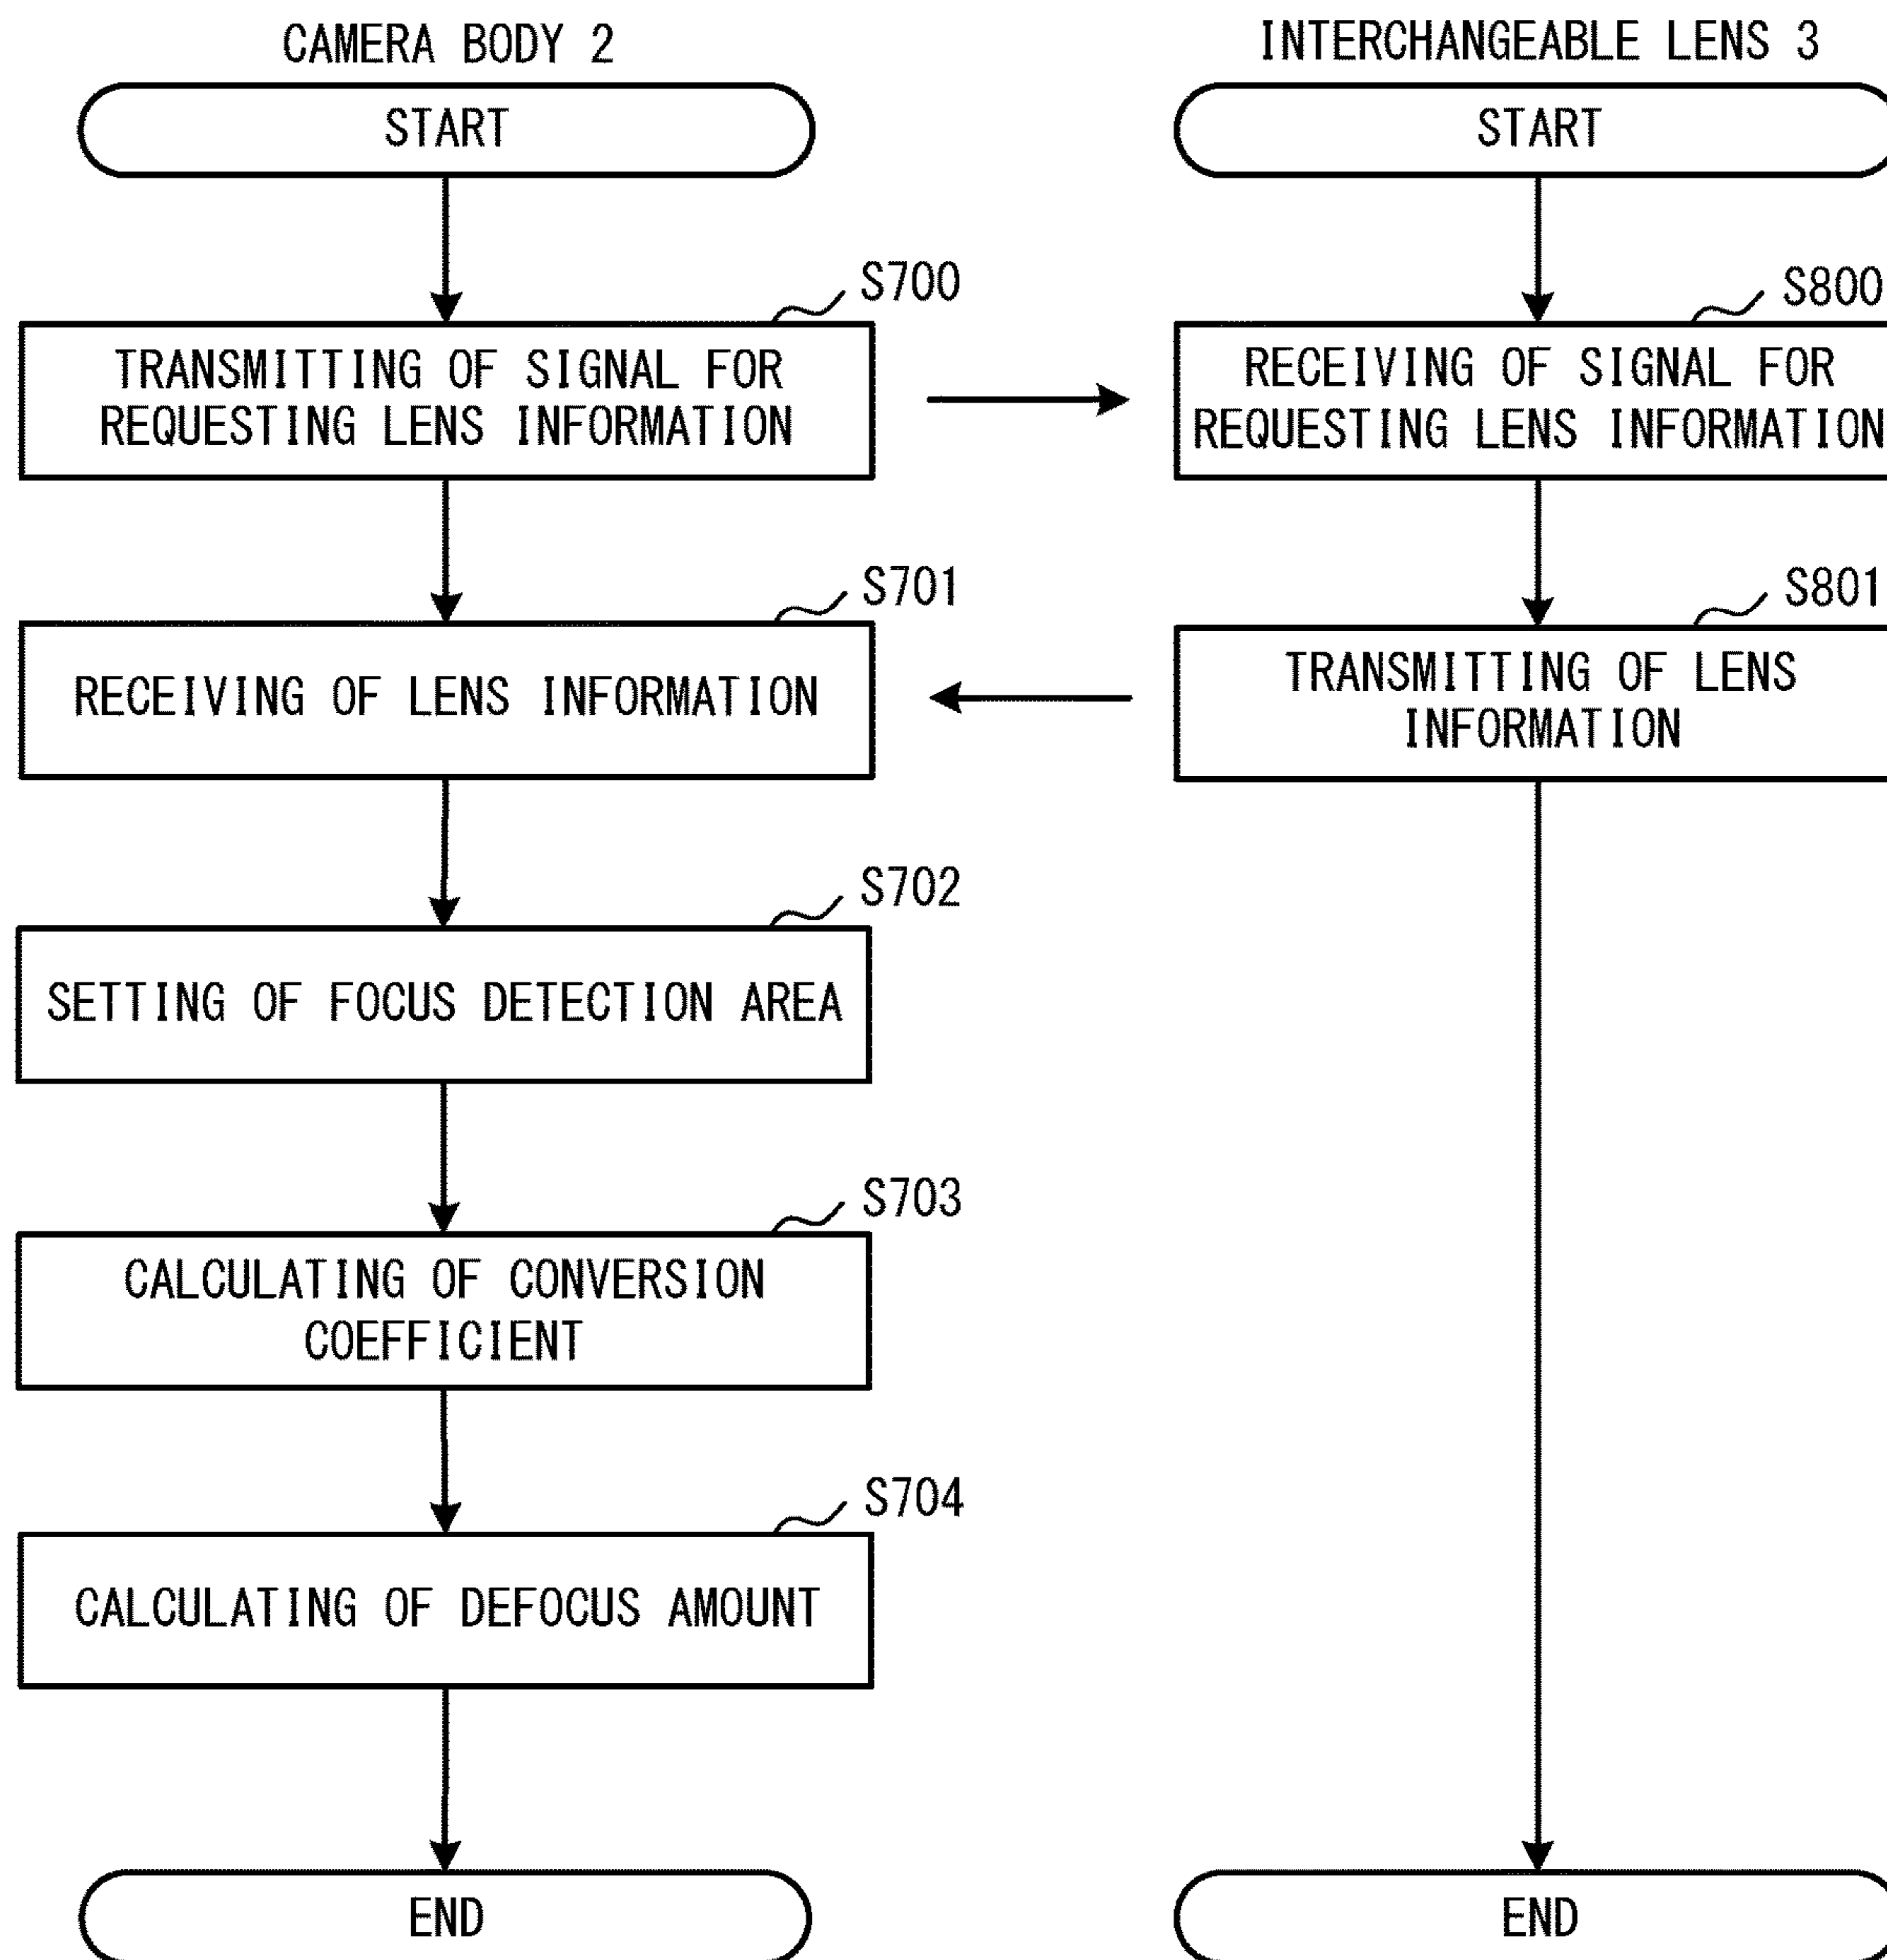 CAMERA BODY 2
START
S700
TRANSMITTING OF SIGNAL FOR
REQUESTING LENS INFORMATION
S701
RECEIVING OF LENS INFORMATION
S702
SETTING OF FOCUS DETECTION AREA
S703
CALCULATING OF CONVERSION
COEFFICIENT
S704
CALCULATING OF DEFOCUS AMOUNT
END
INTERCHANGEABLE LENS 3
START
S800
RECEIVING OF SIGNAL FOR
REQUESTING LENS INFORMATION
S801
TRANSMITTING OF LENS
INFORMATION
END